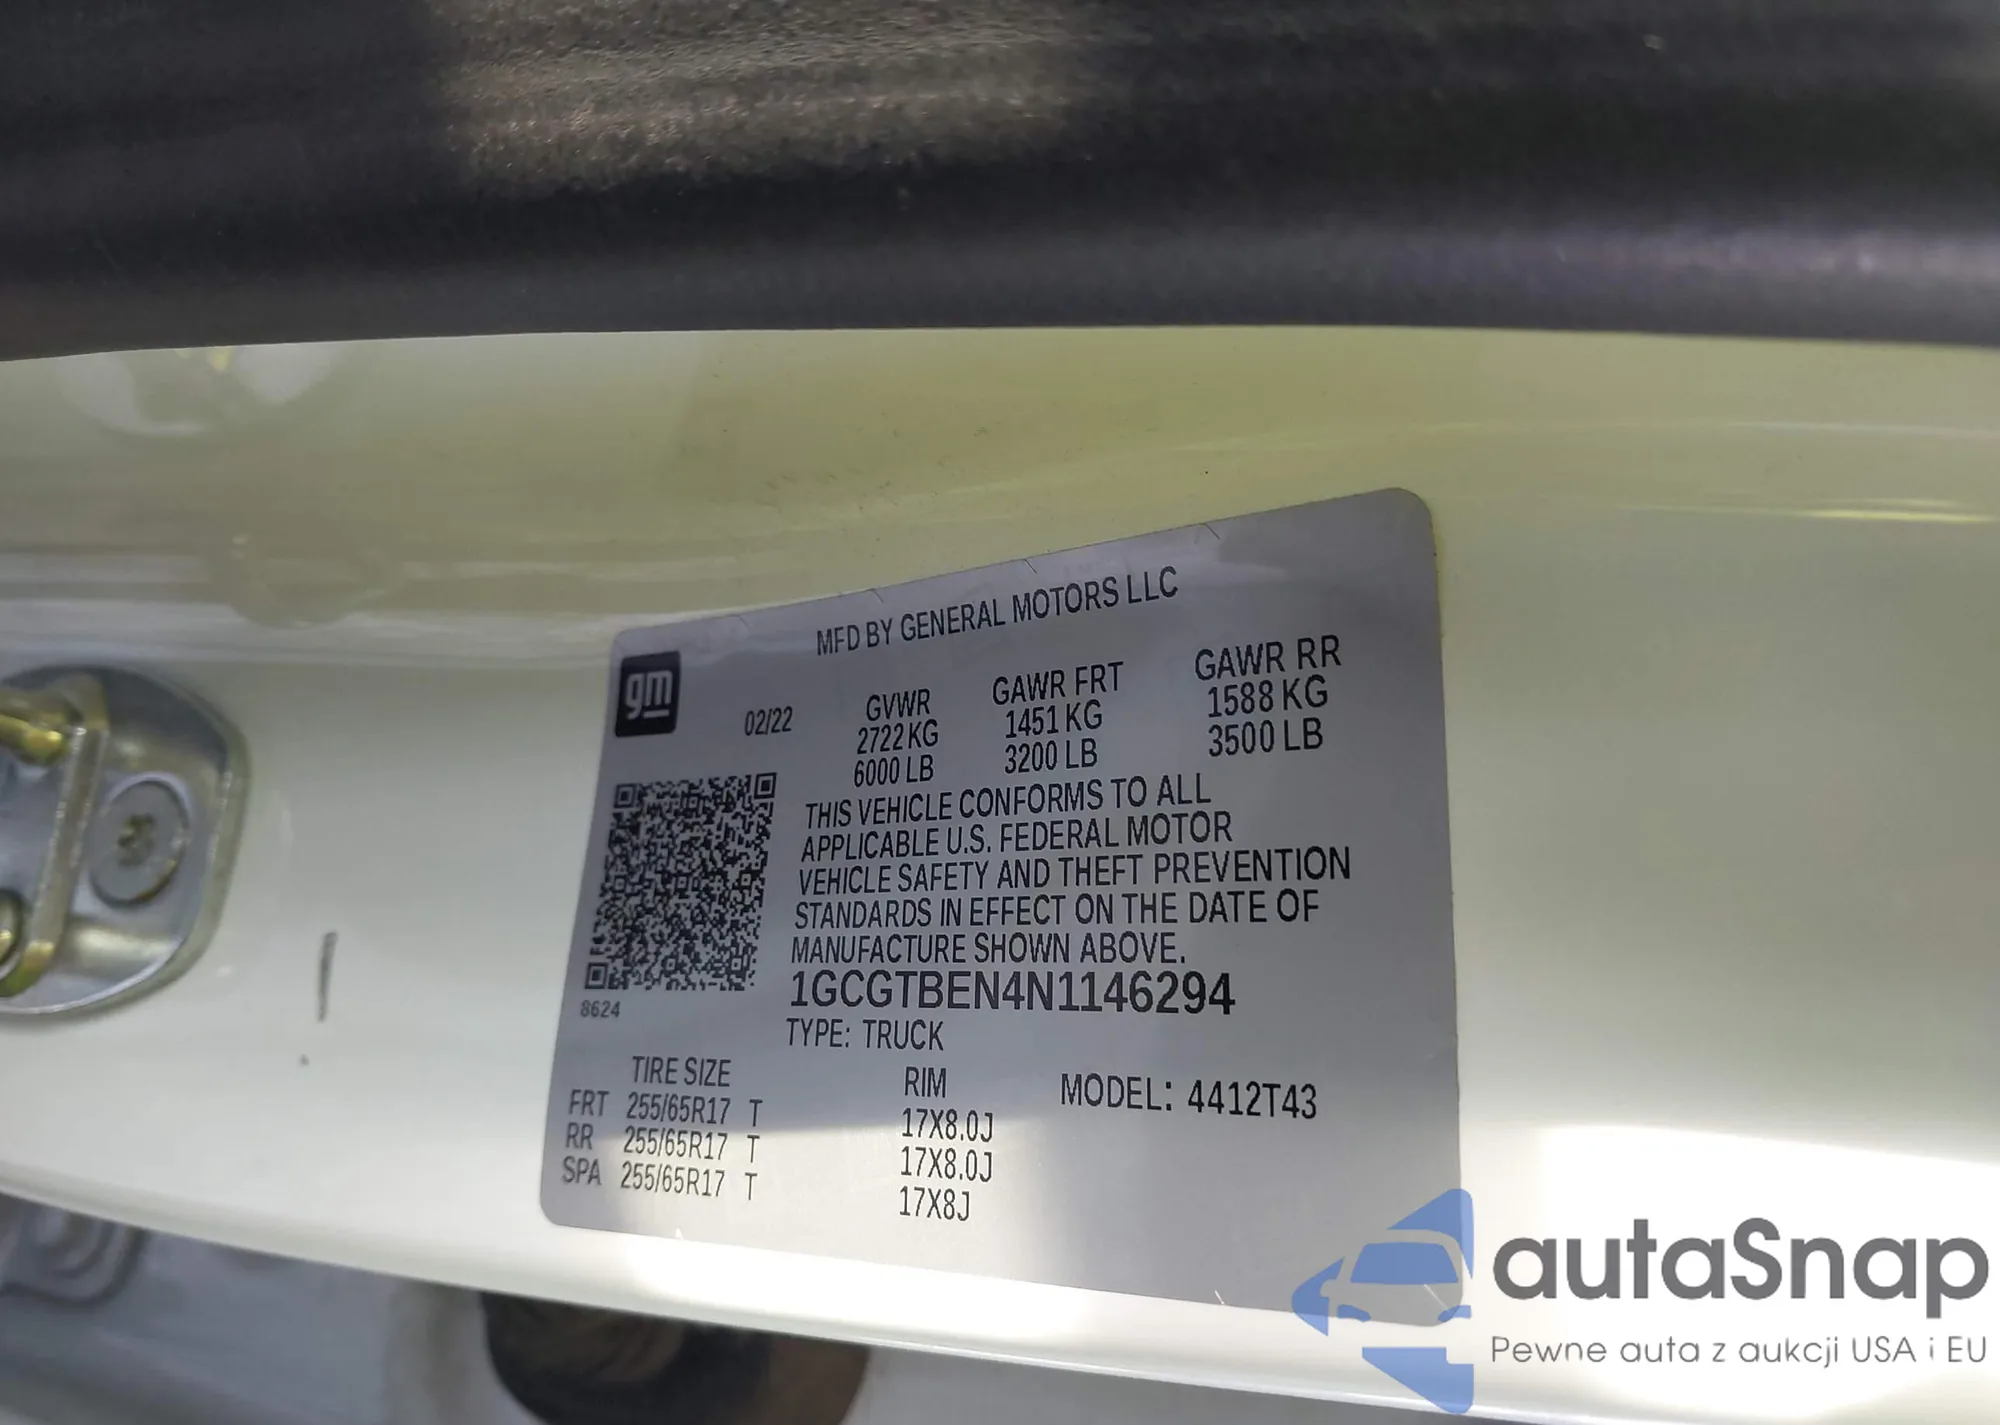 MFD BY GENERAL MOTORS LLC
gm
02/22
GVWR GAWR FRT GAWR RR
2722 KG 1451 KG 1588 KG
6000 LB 3200 LB 3500 LB
THIS VEHICLE CONFORMS TO ALL
APPLICABLE U.S. FEDERAL MOTOR
VEHICLE SAFETY AND THEFT PREVENTION
STANDARDS IN EFFECT ON THE DATE OF
MANUFACTURE SHOWN ABOVE.
1GCGTBEN4N1146294
8624
TYPE: TRUCK
TIRE SIZE RIM MODEL: 4412T43
FRT 255/65R17 T 17X8.0J
RR 255/65R17 T 17X8.0J
SPA 255/65R17 T 17X8J
autaSnap
Pewne auta z aukcji USA i EU